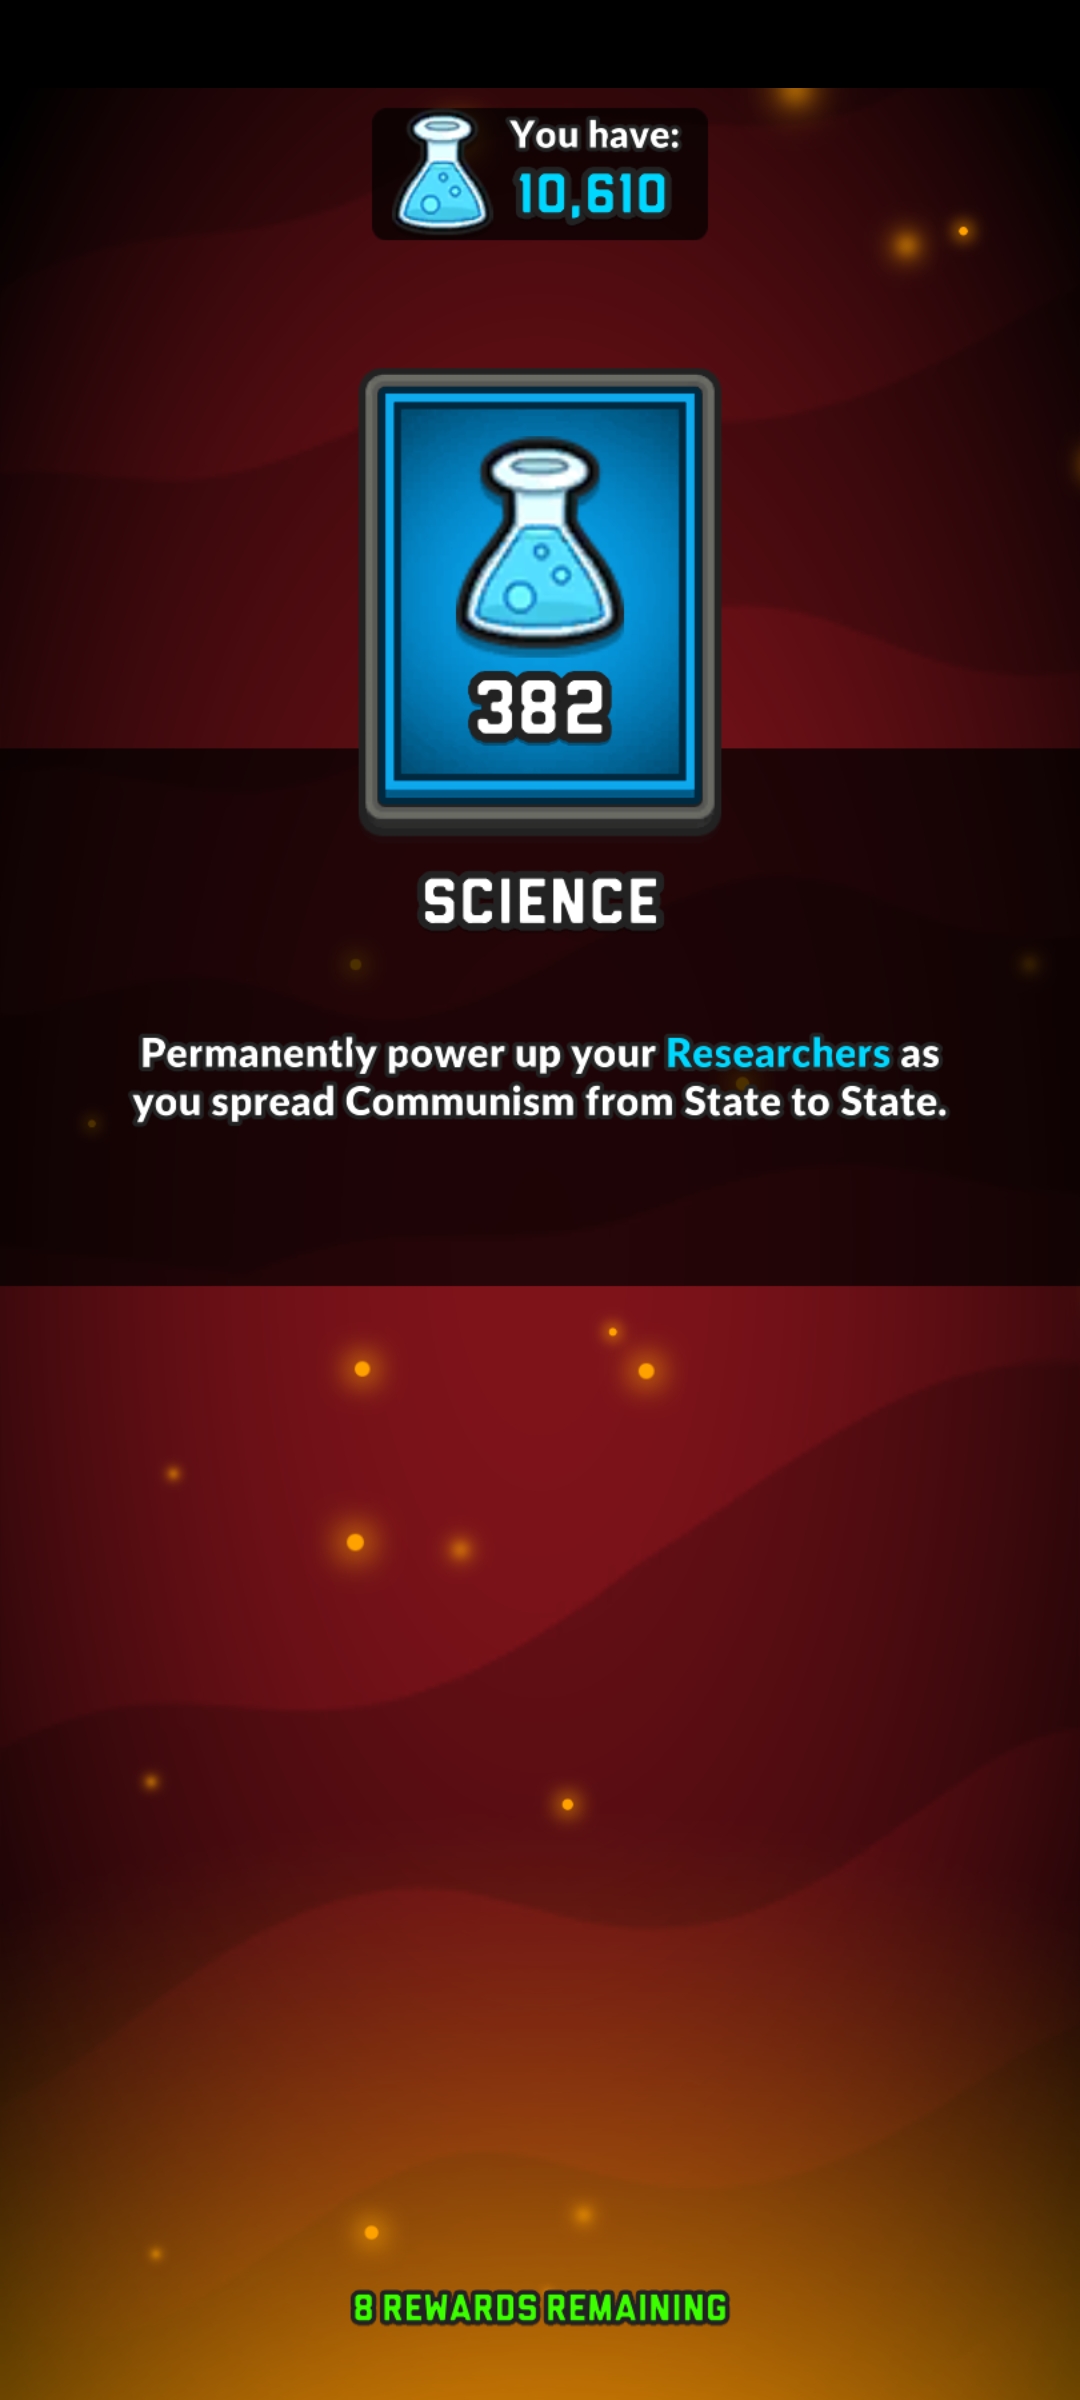 You have:
10,610
382
SCIENCE
Permanently power up your Researchers as
you spread Communism from State to State.
8 REWARDS REMAINING